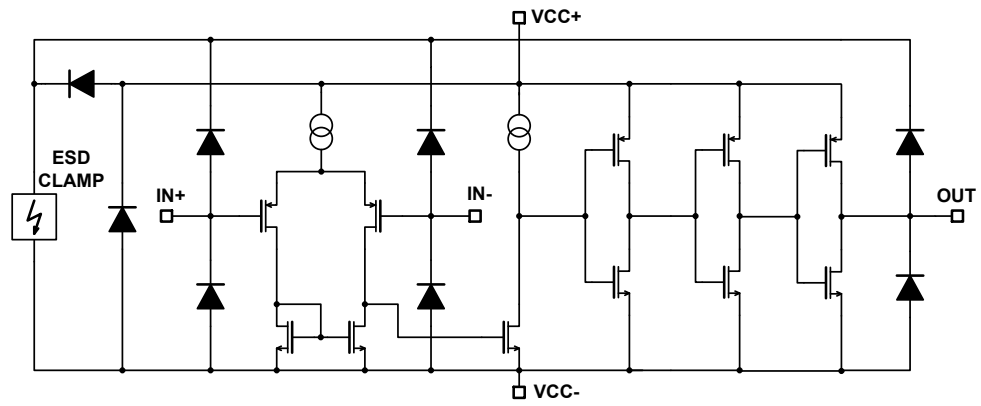 VCC+
ESD
CLAMP
IN+
IN-
OUT
VCC-